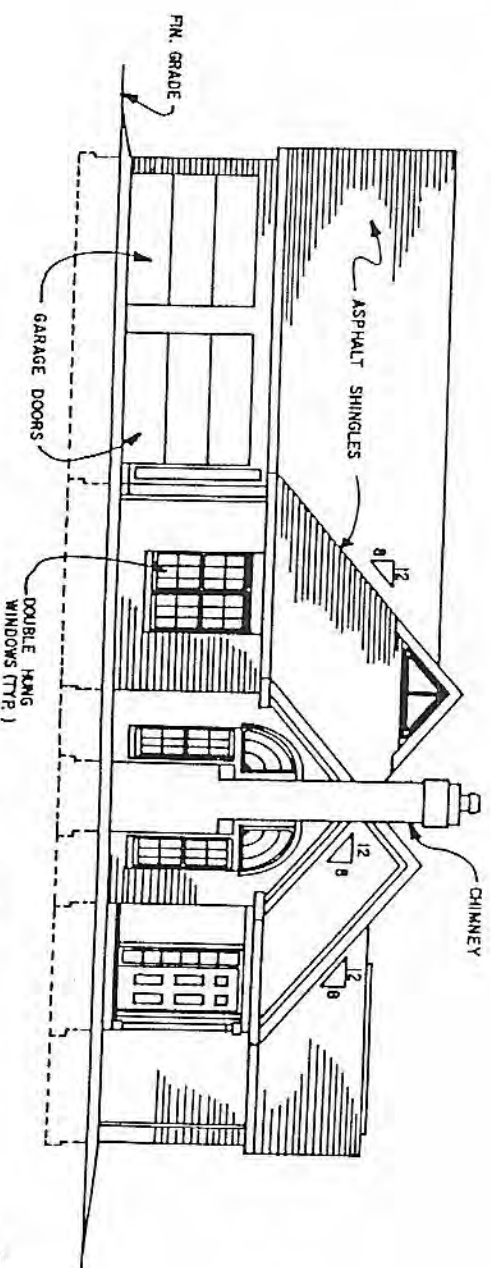 FIN. GRADE
GARAGE DOORS
ASPHALT SHINGLES
DOUBLE HUNG
WINDOWS (TYP.)
12
8
12
8
12
8
CHIMNEY